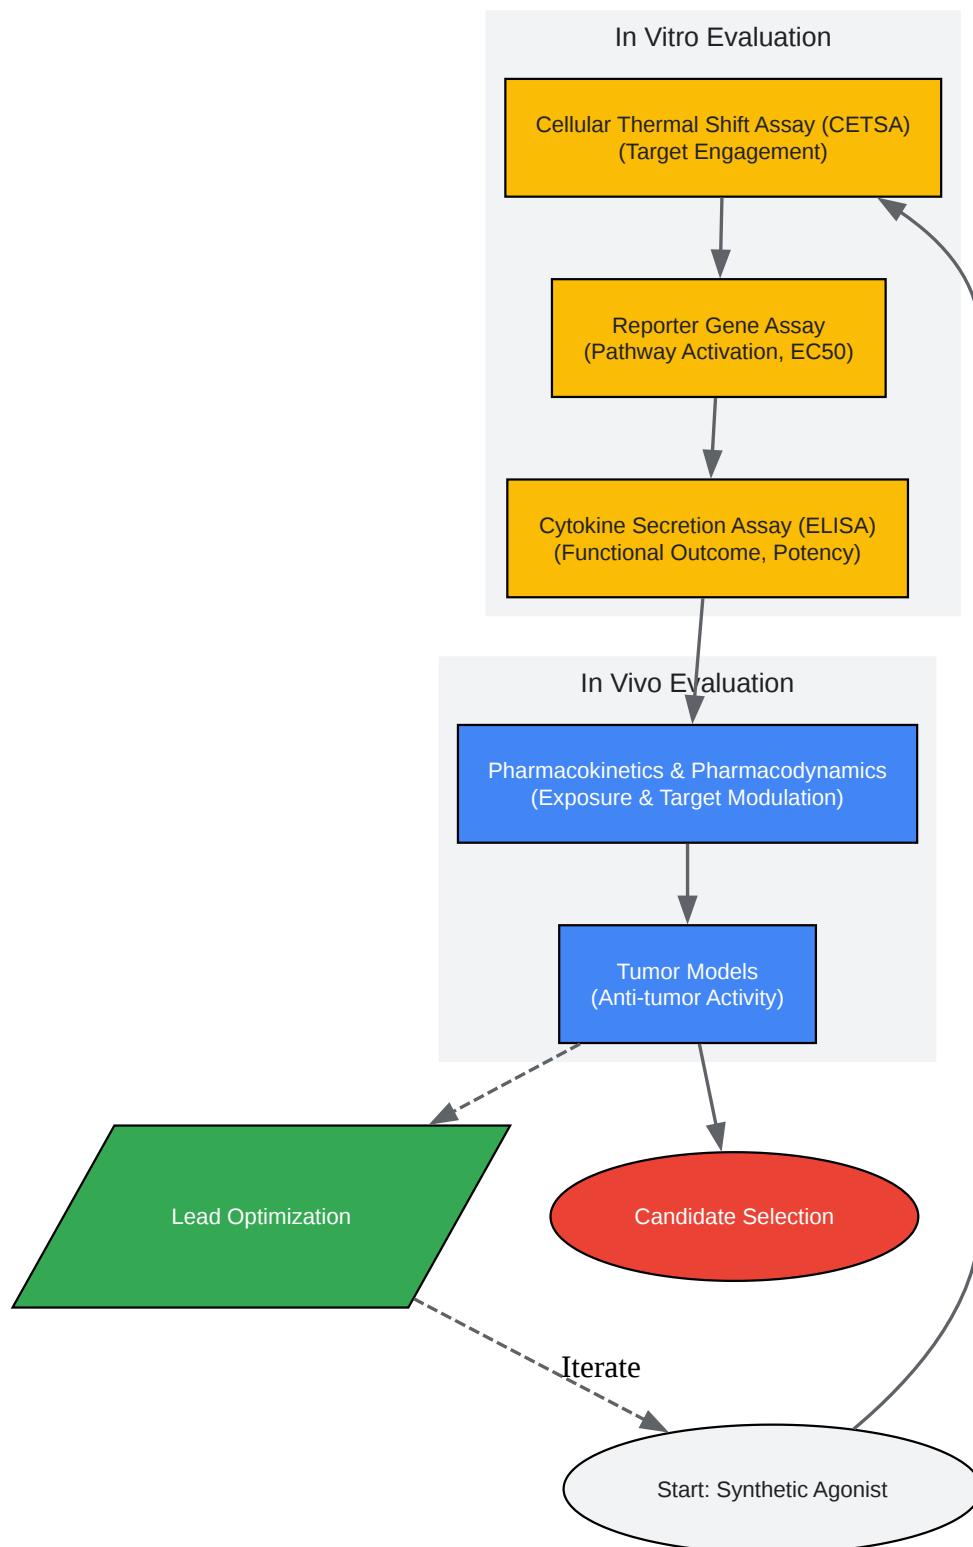 In Vitro Evaluation
Cellular Thermal Shift Assay (CETSA)
(Target Engagement)
Reporter Gene Assay
(Pathway Activation, EC50)
Cytokine Secretion Assay (ELISA)
(Functional Outcome, Potency)
In Vivo Evaluation
Pharmacokinetics & Pharmacodynamics
(Exposure & Target Modulation)
Tumor Models
(Anti-tumor Activity)
Lead Optimization
Candidate Selection
Iterate
Start: Synthetic Agonist